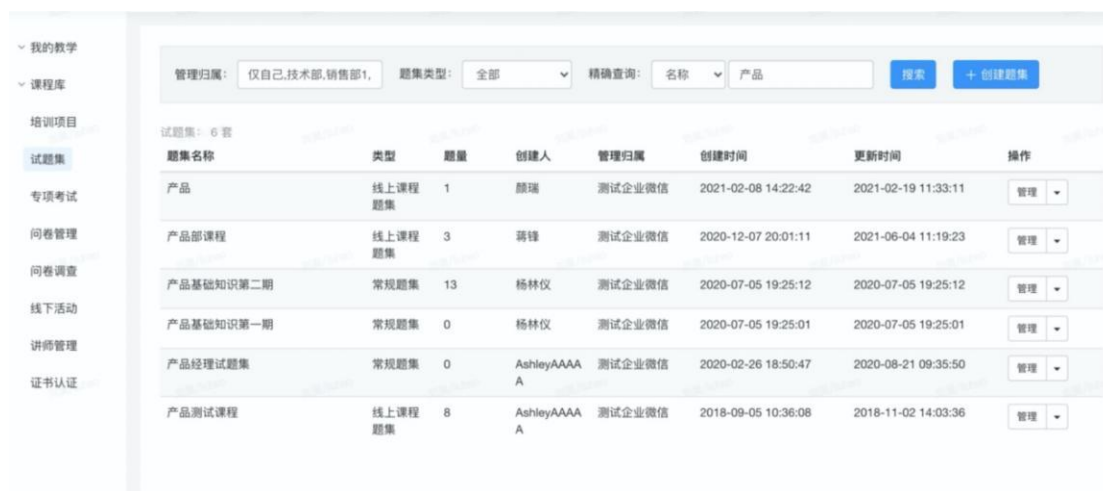 我的教学
课程库
培训项目
试题集
专项考试
问卷管理
问卷调查
线下活动
讲师管理
证书认证
管理归属： 仅自己,技术部,销售部1, 题集类型： 全部 精确查询： 名称 产品 搜索 + 创建题集
试题集： 6 套
题集名称 类型 题量 创建人 管理归属 创建时间 更新时间 操作
产品 线上课程 1 颜瑞 测试企业微信 2021-02-08 14:22:42 2021-02-19 11:33:11 管理
题集
产品部课程 线上课程 3 蒋锋 测试企业微信 2020-12-07 20:01:11 2021-06-04 11:19:23 管理
题集
产品基础知识第二期 常规题集 13 杨林仪 测试企业微信 2020-07-05 19:25:12 2020-07-05 19:25:12 管理
产品基础知识第一期 常规题集 0 杨林仪 测试企业微信 2020-07-05 19:25:01 2020-07-05 19:25:01 管理
产品经理试题集 常规题集 0 AshleyAAAA 测试企业微信 2020-02-26 18:50:47 2020-08-21 09:35:50 管理
A
产品测试课程 线上课程 8 AshleyAAAA 测试企业微信 2018-09-05 10:36:08 2018-11-02 14:03:36 管理
题集 A